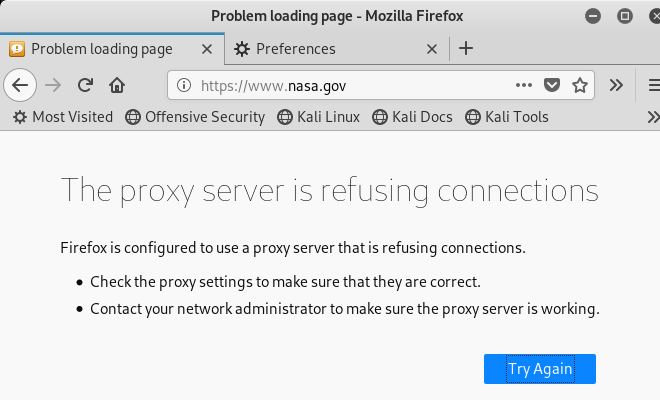 Problem loading page - Mozilla Firefox
Problem loading page
Preferences
https://www.nasa.gov
Most Visited Offensive Security Kali Linux Kali Docs Kali Tools
The proxy server is refusing connections
Firefox is configured to use a proxy server that is refusing connections.
• Check the proxy settings to make sure that they are correct.
• Contact your network administrator to make sure the proxy server is working.
Try Again